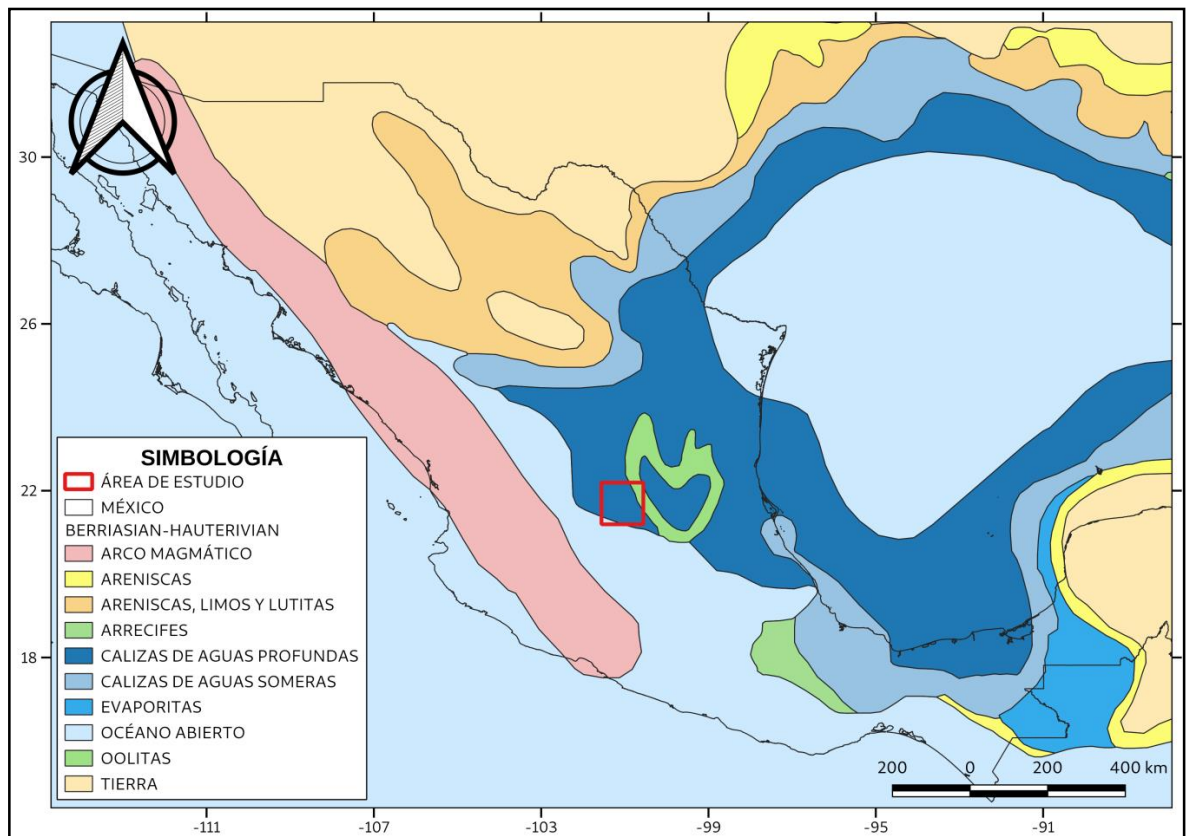 30
26
22
18
SIMBOLOGÍA
ÁREA DE ESTUDIO
MÉXICO
BERRIASIAN-HAUTERIVIAN
ARCO MAGMÁTICO
ARENISCAS
ARENISCAS, LIMOS Y LUTITAS
ARRECIFES
CALIZAS DE AGUAS PROFUNDAS
CALIZAS DE AGUAS SOMERAS
EVAPORITAS
OCÉANO ABIERTO
OOLITAS
TIERRA
200 0 200 400 km
-111 -107 -103 -99 -95 -91